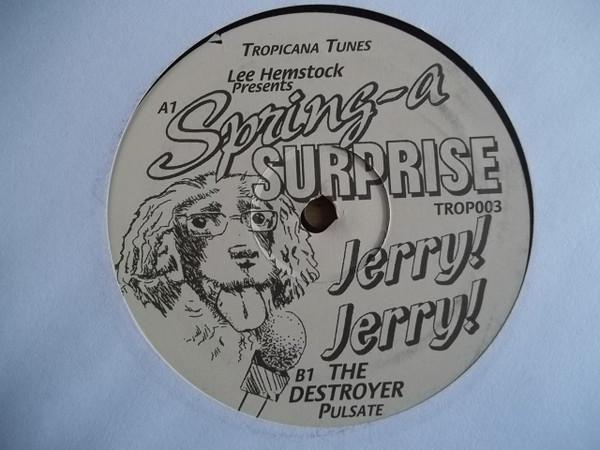 Tropicana Tunes
Lee Hemstock
Presents
A1
Spring-a
SURPRISE
TROP003
Jerry!
Jerry!
B1 THE
DESTROYER
Pulsate